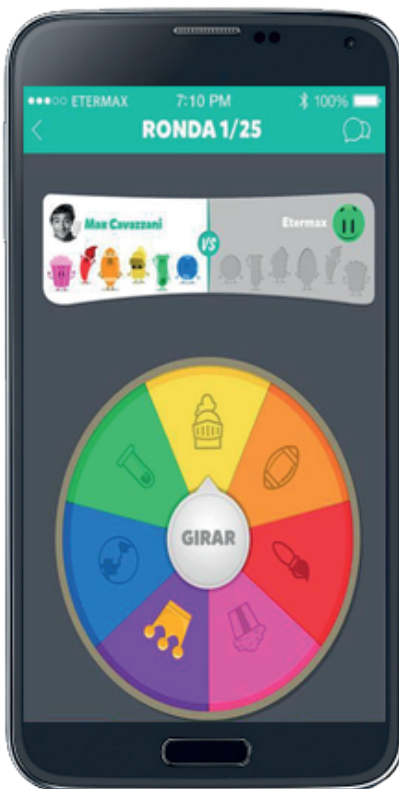 ETERMAX 7:10 PM 100%
RONDA 1/25
Max Cavazzani VS Etermax
GIRAR